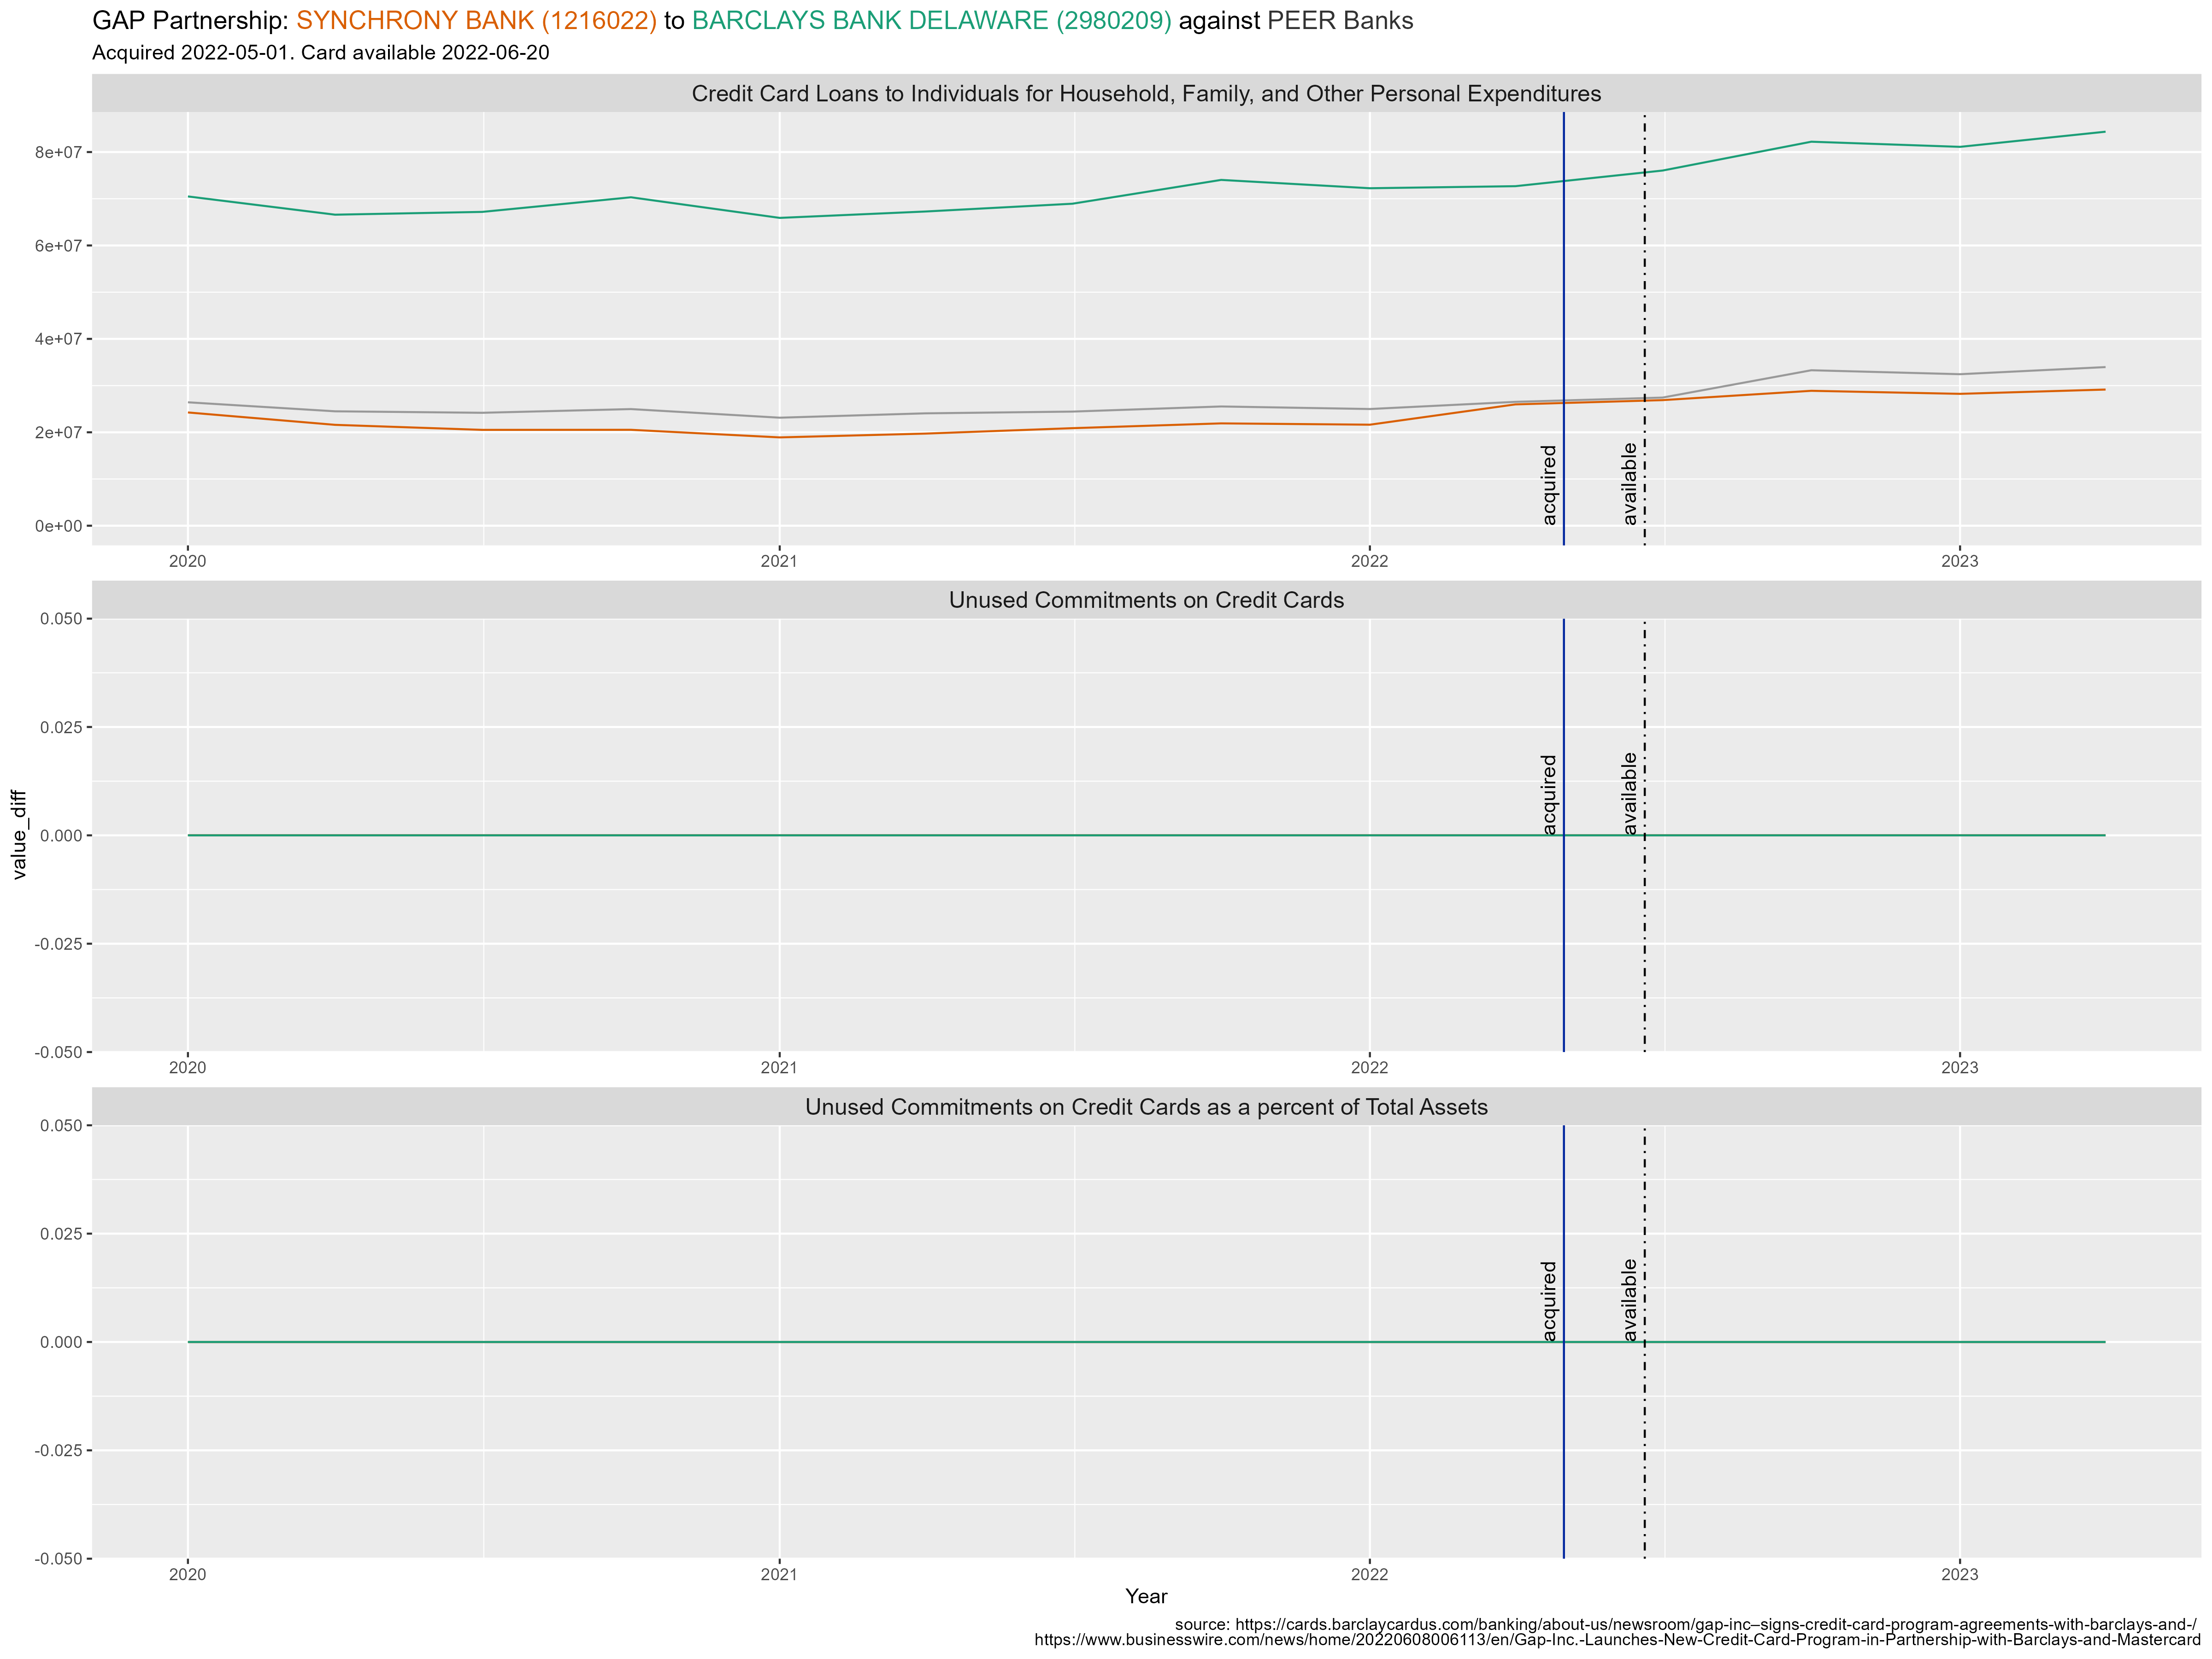 GAP Partnership: SYNCHRONY BANK (1216022) to BARCLAYS BANK DELAWARE (2980209) against PEER Banks
Acquired 2022-05-01. Card available 2022-06-20
Credit Card Loans to Individuals for Household, Family, and Other Personal Expenditures
8e+07
6e+07
4e+07
2e+07
0e+00
acquired
available
2020
2021
2022
2023
Unused Commitments on Credit Cards
0.050
0.025
0.000
-0.025
-0.050
acquired
available
2020
2021
2022
2023
value_diff
Unused Commitments on Credit Cards as a percent of Total Assets
0.050
0.025
0.000
-0.025
-0.050
acquired
available
2020
2021
2022
2023
Year
source: https://cards.barclaycardus.com/banking/about-us/newsroom/gap-inc–signs-credit-card-program-agreements-with-barclays-and-/
https://www.businesswire.com/news/home/20220608006113/en/Gap-Inc.-Launches-New-Credit-Card-Program-in-Partnership-with-Barclays-and-Mastercard